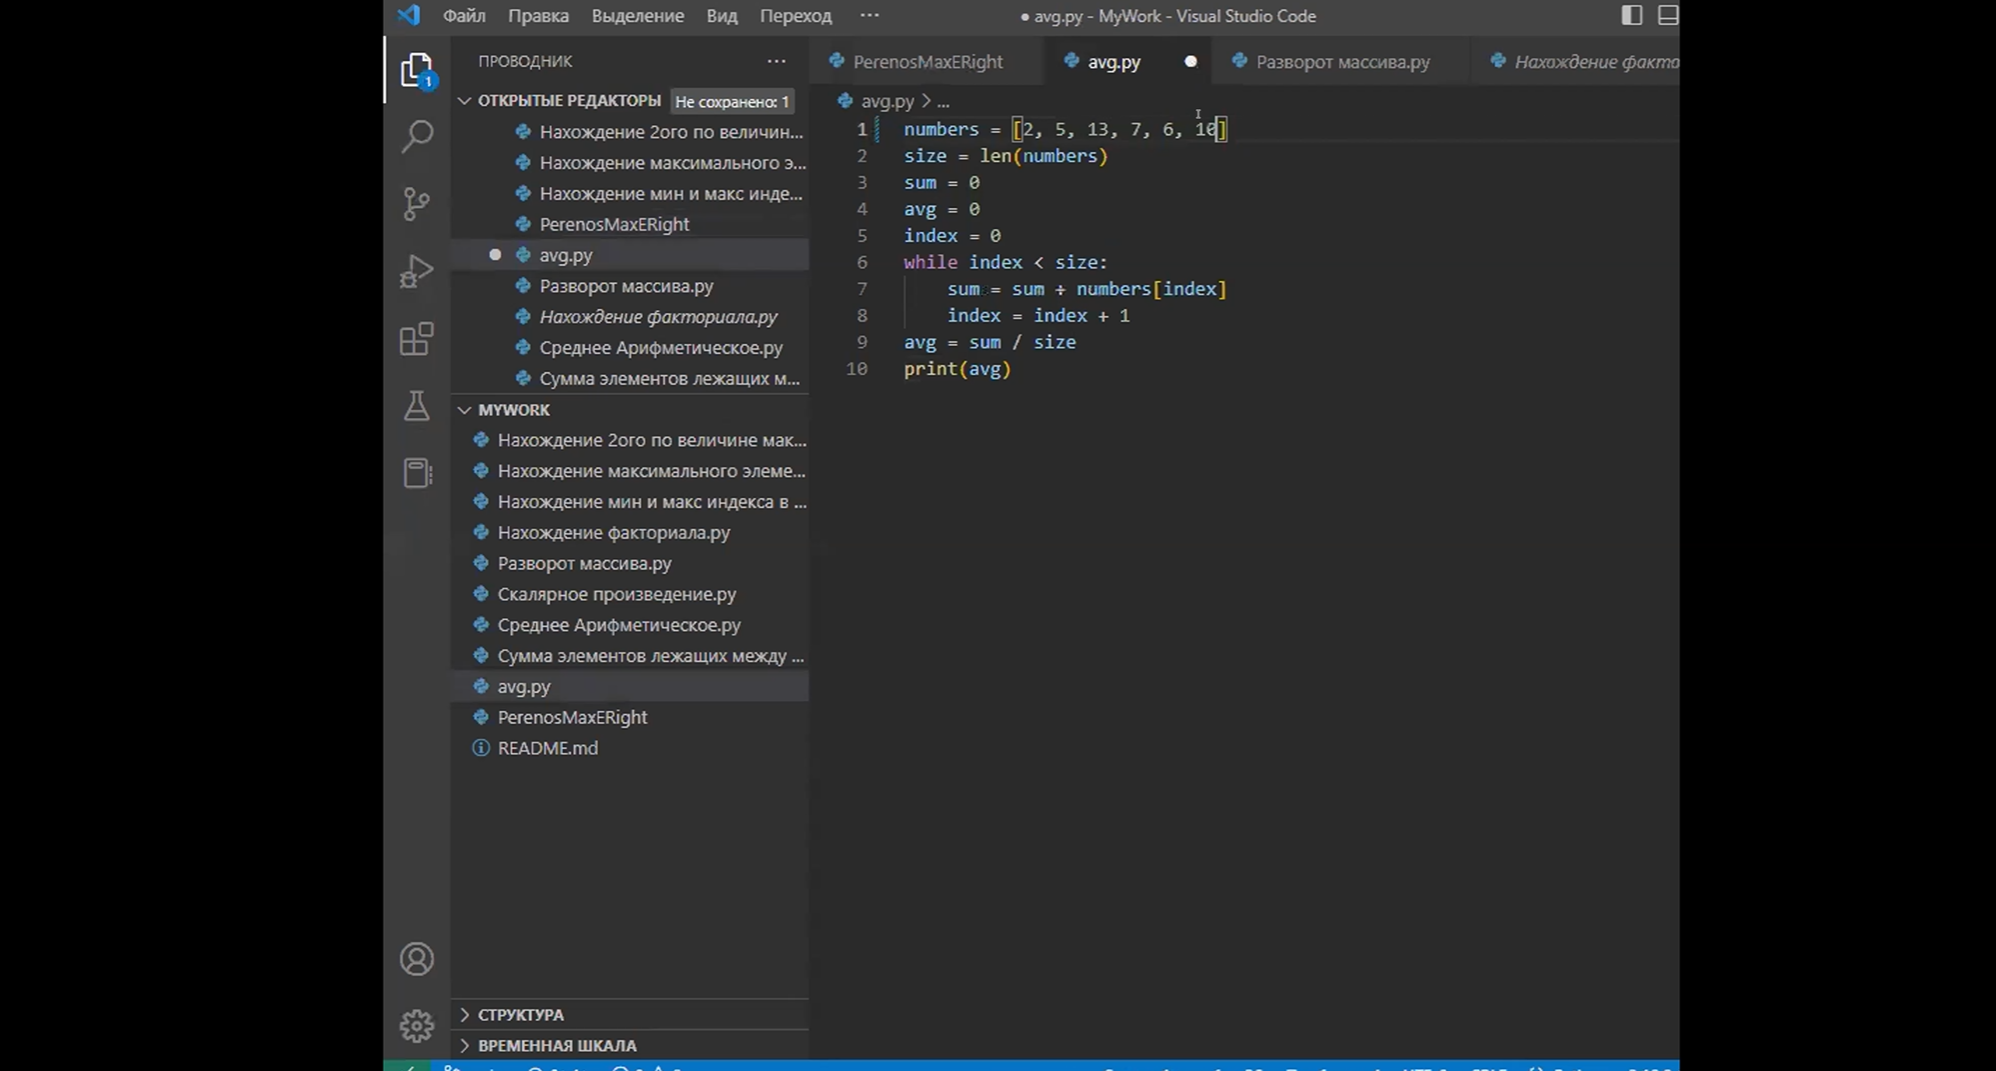 Файл Правка Выделение Вид Переход ··· ● avg.py - MyWork - Visual Studio Code
ПРОВОДНИК ···
PerenosMaxERight avg.py ● Разворот массива.py Нахождение факто
ОТКРЫТЫЕ РЕДАКТОРЫ Не сохранено: 1
avg.py > ...
Нахождение 2ого по величин...
Нахождение максимального э...
Нахождение мин и макс инде...
PerenosMaxERight
● avg.py
Разворот массива.py
Нахождение факториала.py
Среднее Арифметическое.py
Сумма элементов лежащих м...
MYWORK
Нахождение 2ого по величине мак...
Нахождение максимального элеме...
Нахождение мин и макс индекса в ...
Нахождение факториала.py
Разворот массива.py
Скалярное произведение.py
Среднее Арифметическое.py
Сумма элементов лежащих между ...
avg.py
PerenosMaxERight
README.md
СТРУКТУРА
ВРЕМЕННАЯ ШКАЛА
1
1 numbers = [2, 5, 13, 7, 6, 10]
2 size = len(numbers)
3 sum = 0
4 avg = 0
5 index = 0
6 while index < size:
7 sum = sum + numbers[index]
8 index = index + 1
9 avg = sum / size
10 print(avg)